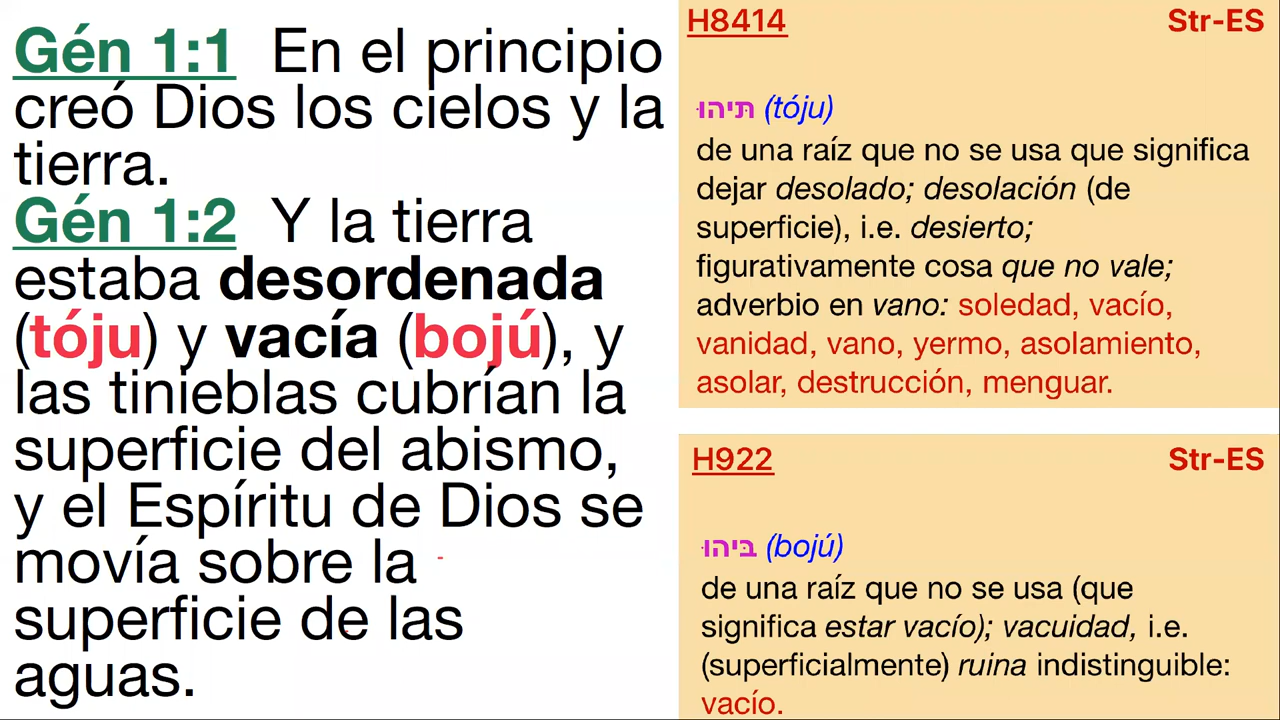 Gén 1:1 En el principio
creó Dios los cielos y la
tierra.
Gén 1:2 Y la tierra
estaba desordenada
(tóju) y vacía (bojú), y
las tinieblas cubrían la
superficie del abismo,
y el Espíritu de Dios se
movía sobre la
superficie de las
aguas.
H8414 Str-ES
תּיהוּ (tóju)
de una raíz que no se usa que significa
dejar desolado; desolación (de
superficie), i.e. desierto;
figurativamente cosa que no vale;
adverbio en vano: soledad, vacío,
vanidad, vano, yermo, asolamiento,
asolar, destrucción, menguar.
H922 Str-ES
בּיהוּ (bojú)
de una raíz que no se usa (que
significa estar vacío); vacuidad, i.e.
(superficialmente) ruina indistinguible:
vacío.